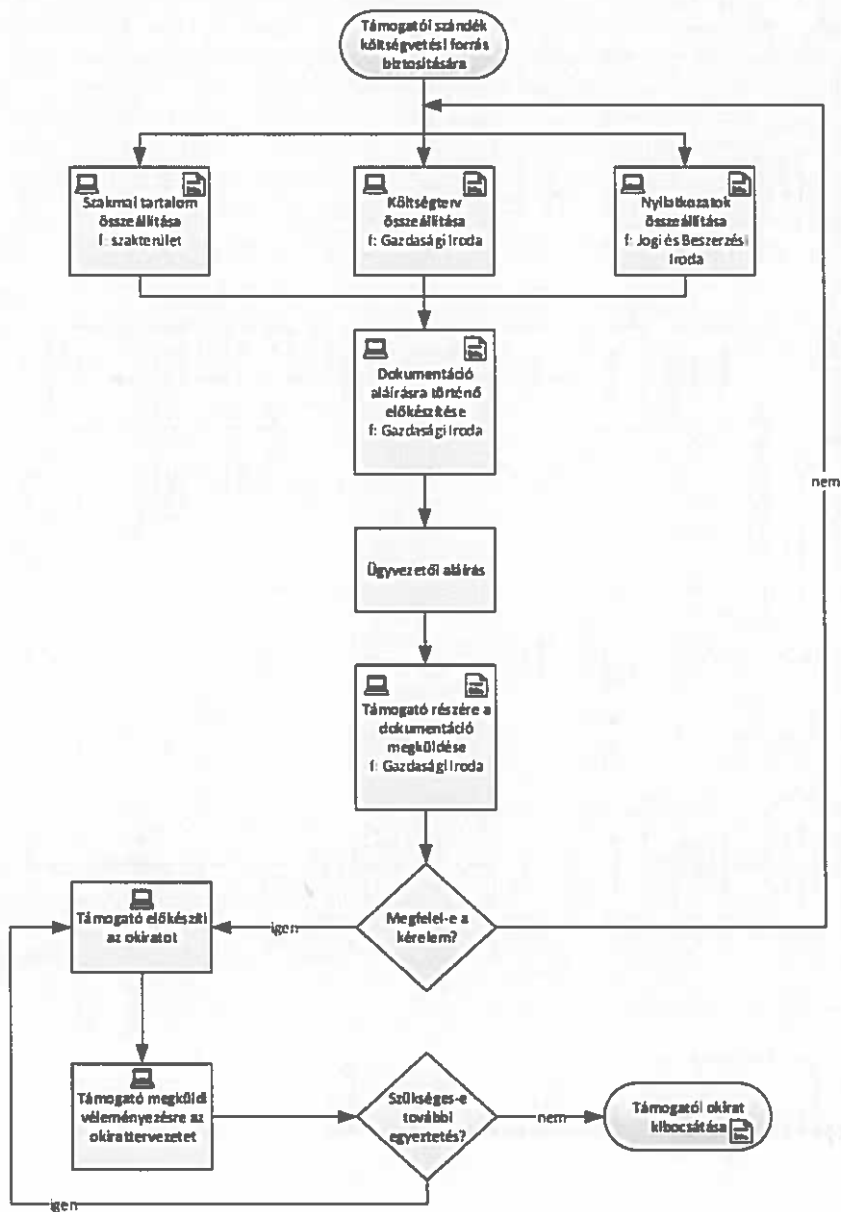 Támogatói szándék
költségvetési forrás
biztosítására
Szakmai tartalom
összeállítása
f: szakterület
Költségterv
összeállítása
f: Gazdasági Iroda
Nyilatkozatok
összeállítása
f: Jogi és Beszerzési
Iroda
Dokumentáció
aláírásra történő
előkészítése
f: Gazdasági Iroda
nem
Ügyvezetői aláírás
Támogató részére a
dokumentáció
megküldése
f: Gazdasági Iroda
Támogató előkészíti
az okiratot
igen
Megfelel-e a
kérelem?
Támogató megküldi
véleményezésre az
okirattervezetet
Szükséges-e
további
egyeztetés?
nem
Támogatói okirat
kibocsátása
igen